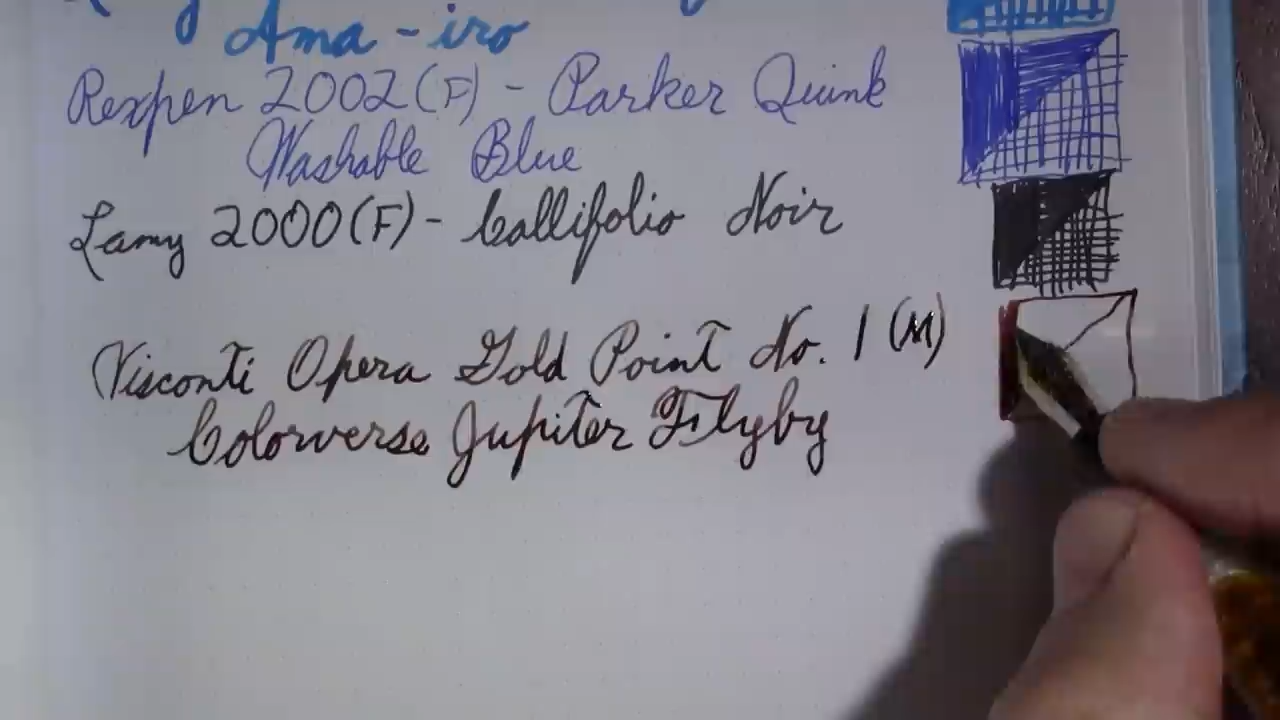 Ama-iro
Rexpen 2002 (F) - Parker Quink
Washable Blue
Lamy 2000 (F) - Callifolio Noir
Visconti Opera Gold Point No. 1 (M)
Colorverse Jupiter Flyby